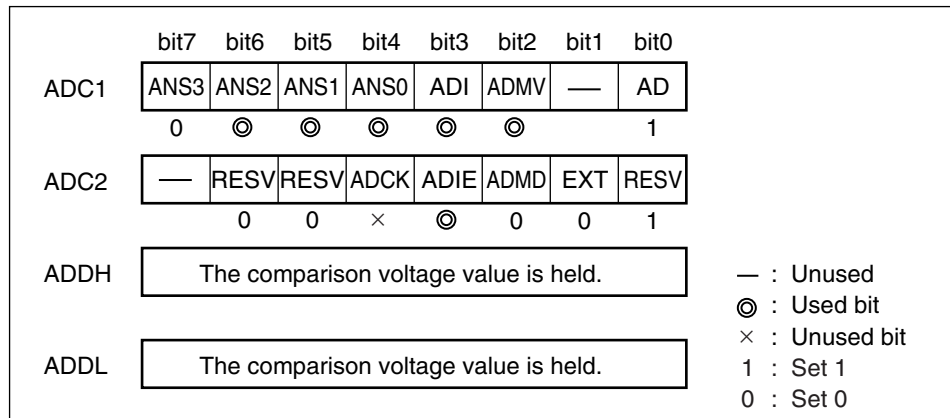 bit7 bit6 bit5 bit4 bit3 bit2 bit1 bit0
ADC1 ANS3 ANS2 ANS1 ANS0 ADI ADMV — AD
0 ◎ ◎ ◎ ◎ ◎ 1
ADC2 — RESV RESV ADCK ADIE ADMD EXT RESV
0 0 × ◎ 0 0 1
ADDH The comparison voltage value is held.
— : Unused
◎ : Used bit
× : Unused bit
ADDL The comparison voltage value is held.
1 : Set 1
0 : Set 0